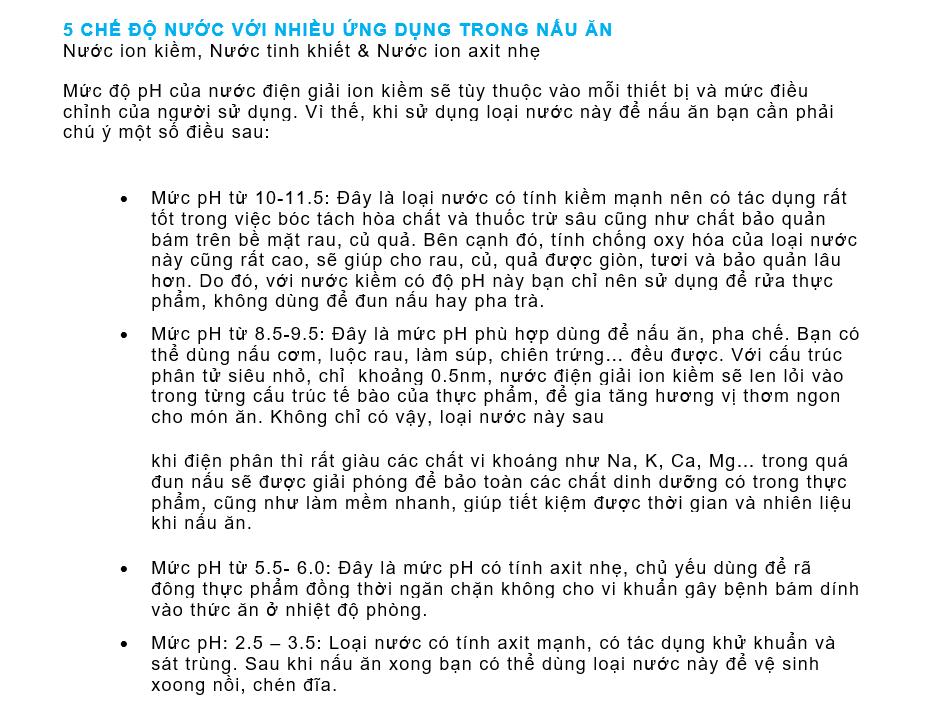 5 CHẾ ĐỘ NƯỚC VỚI NHIỀU ỨNG DỤNG TRONG NẤU ĂN
Nước ion kiềm, Nước tinh khiết & Nước ion axit nhẹ
Mức độ pH của nước điện giải ion kiềm sẽ tùy thuộc vào mỗi thiết bị và mức điều
chỉnh của người sử dụng. Vì thế, khi sử dụng loại nước này để nấu ăn bạn cần phải
chú ý một số điều sau:
• Mức pH từ 10-11.5: Đây là loại nước có tính kiềm mạnh nên có tác dụng rất
tốt trong việc bóc tách hóa chất và thuốc trừ sâu cũng như chất bảo quản
bám trên bề mặt rau, củ quả. Bên cạnh đó, tính chống oxy hóa của loại nước
này cũng rất cao, sẽ giúp cho rau, củ, quả được giòn, tươi và bảo quản lâu
hơn. Do đó, với nước kiềm có độ pH này bạn chỉ nên sử dụng để rửa thực
phẩm, không dùng để đun nấu hay pha trà.
• Mức pH từ 8.5-9.5: Đây là mức pH phù hợp dùng để nấu ăn, pha chế. Bạn có
thể dùng nấu cơm, luộc rau, làm súp, chiên trứng... đều được. Với cấu trúc
phân tử siêu nhỏ, chỉ khoảng 0.5nm, nước điện giải ion kiềm sẽ len lỏi vào
trong từng cấu trúc tế bào của thực phẩm, để gia tăng hương vị thơm ngon
cho món ăn. Không chỉ có vậy, loại nước này sau
khi điện phân thì rất giàu các chất vi khoáng như Na, K, Ca, Mg... trong quá
đun nấu sẽ được giải phóng để bảo toàn các chất dinh dưỡng có trong thực
phẩm, cũng như làm mềm nhanh, giúp tiết kiệm được thời gian và nhiên liệu
khi nấu ăn.
• Mức pH từ 5.5- 6.0: Đây là mức pH có tính axit nhẹ, chủ yếu dùng để rã
đông thực phẩm đồng thời ngăn chặn không cho vi khuẩn gây bệnh bám dính
vào thức ăn ở nhiệt độ phòng.
• Mức pH: 2.5 – 3.5: Loại nước có tính axit mạnh, có tác dụng khử khuẩn và
sát trùng. Sau khi nấu ăn xong bạn có thể dùng loại nước này để vệ sinh
xoong nồi, chén đĩa.